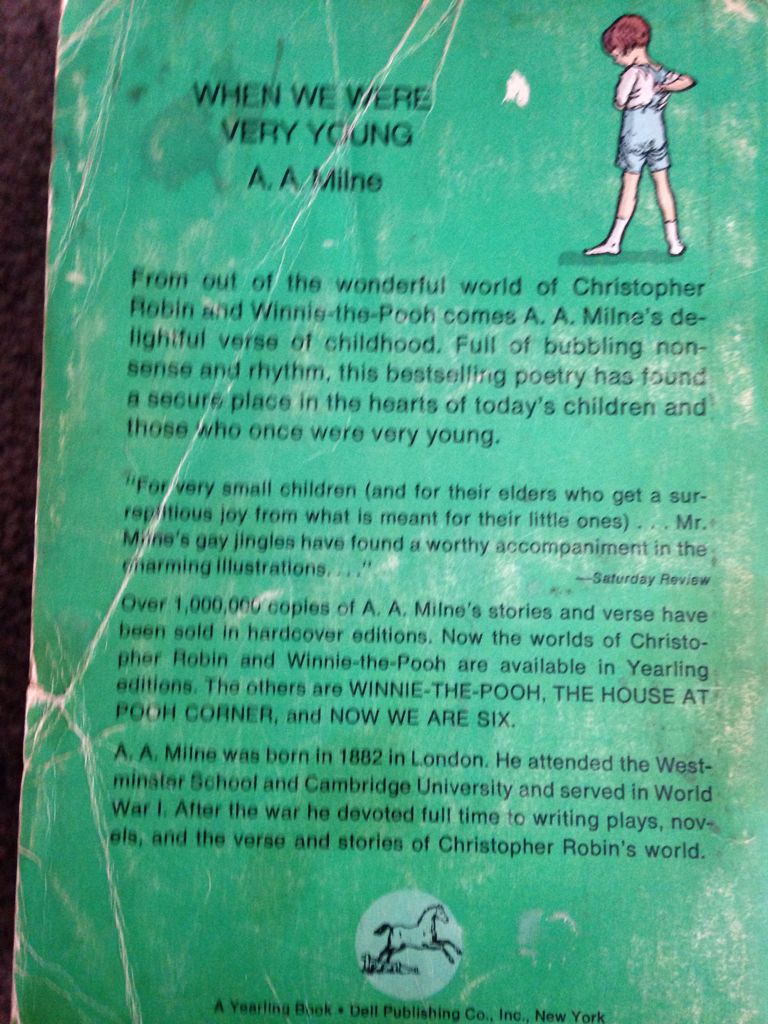 WHEN WE WERE
VERY YOUNG
A. A. Milne
From out of the wonderful world of Christopher
Robin and Winnie-the-Pooh comes A. A. Milne's de-
lightful verse of childhood. Full of bubbling non-
sense and rhythm, this bestselling poetry has found
a secure place in the hearts of today's children and
those who once were very young.
"For very small children (and for their elders who get a sur-
reptitious joy from what is meant for their little ones) . . . Mr.
Milne's gay jingles have found a worthy accompaniment in the
charming illustrations. . . ."
—Saturday Review
Over 1,000,000 copies of A. A. Milne's stories and verse have
been sold in hardcover editions. Now the worlds of Christo-
pher Robin and Winnie-the-Pooh are available in Yearling
editions. The others are WINNIE-THE-POOH, THE HOUSE AT
POOH CORNER, and NOW WE ARE SIX.
A. A. Milne was born in 1882 in London. He attended the West-
minster School and Cambridge University and served in World
War I. After the war he devoted full time to writing plays, nov-
els, and the verse and stories of Christopher Robin's world.
A Yearling Book • Dell Publishing Co., Inc., New York